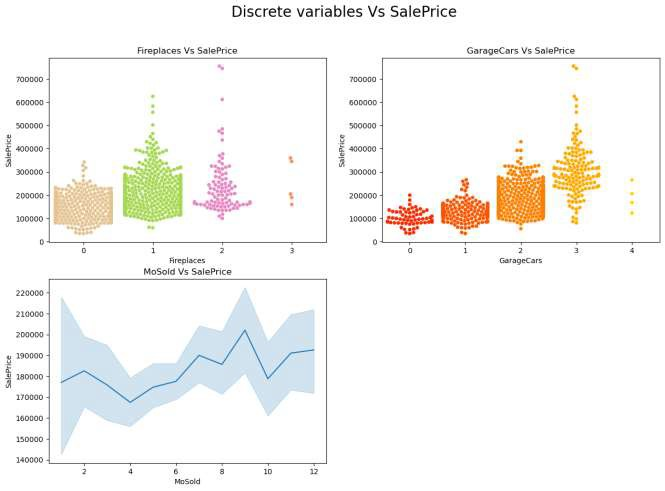 Discrete variables Vs SalePrice
Fireplaces Vs SalePrice
SalePrice
700000
600000
500000
400000
300000
200000
100000
0
0 1 2 3
Fireplaces
GarageCars Vs SalePrice
SalePrice
700000
600000
500000
400000
300000
200000
100000
0
0 1 2 3 4
GarageCars
MoSold Vs SalePrice
SalePrice
220000
210000
200000
190000
180000
170000
160000
150000
140000
2 4 6 8 10 12
MoSold